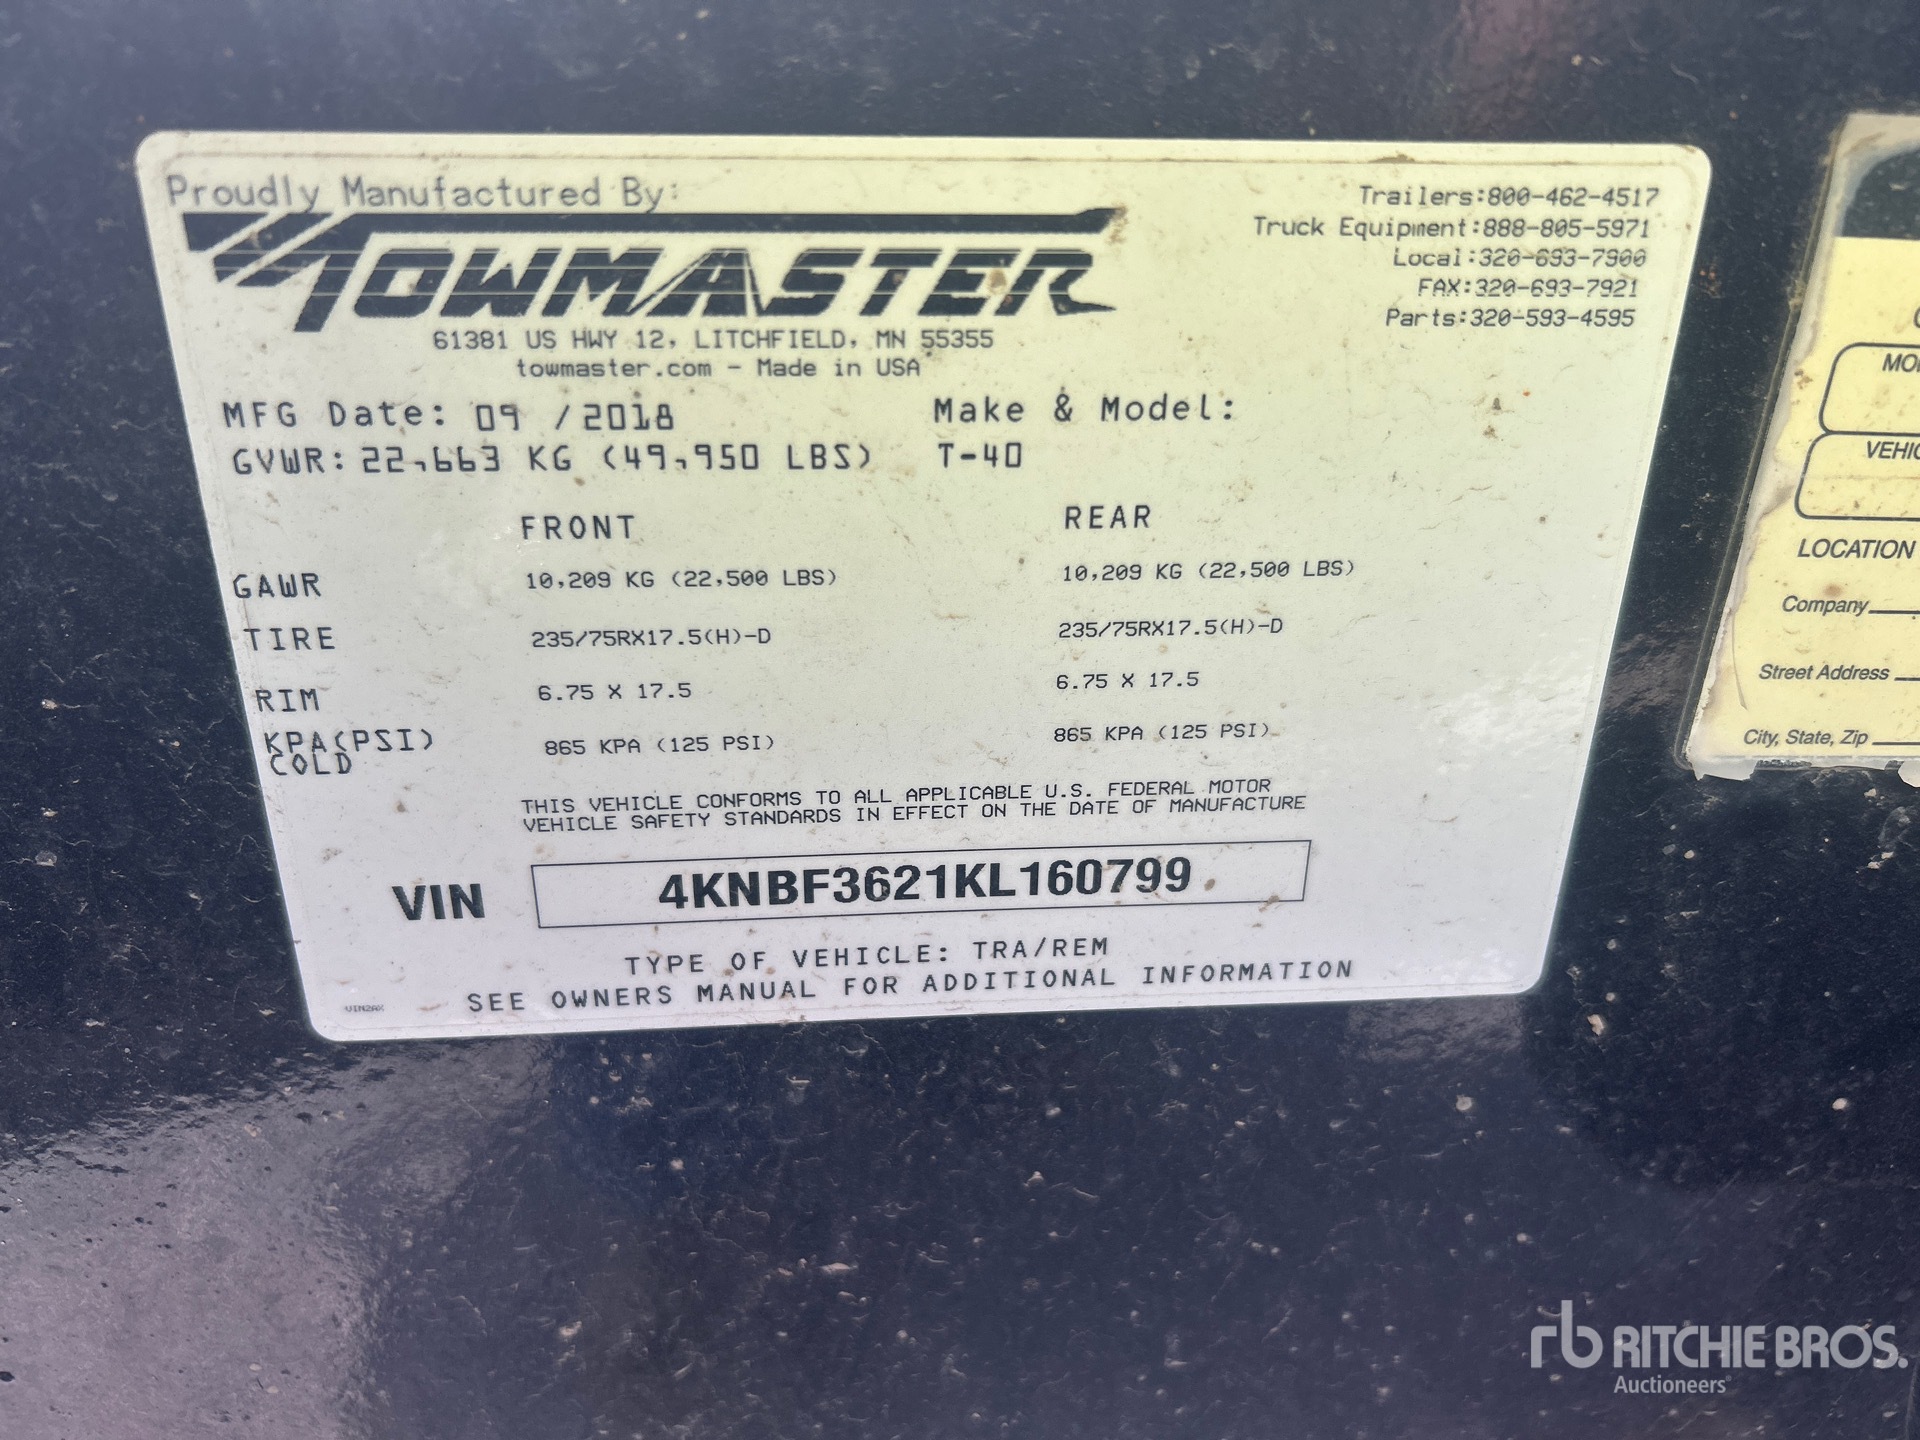 Proudly Manufactured By:
TOWMASTER
61381 US HWY 12, LITCHFIELD, MN 55355
towmaster.com - Made in USA
Trailers:800-462-4517
Truck Equipment:888-805-5971
Local:320-693-7900
FAX:320-693-7921
Parts:320-593-4595
MFG Date: 09 /2018
Make & Model:
GVWR: 22,663 KG (49,950 LBS)
T-40
FRONT REAR
GAWR 10,209 KG (22,500 LBS) 10,209 KG (22,500 LBS)
TIRE 235/75RX17.5(H)-D 235/75RX17.5(H)-D
RIM 6.75 X 17.5 6.75 X 17.5
KPA(PSI) 865 KPA (125 PSI) 865 KPA (125 PSI)
COLD
THIS VEHICLE CONFORMS TO ALL APPLICABLE U.S. FEDERAL MOTOR
VEHICLE SAFETY STANDARDS IN EFFECT ON THE DATE OF MANUFACTURE
VIN 4KNBF3621KL160799
TYPE OF VEHICLE: TRA/REM
SEE OWNERS MANUAL FOR ADDITIONAL INFORMATION
VIN2AX
LOCATION
Company
Street Address
City, State, Zip
rb RITCHIE BROS.
Auctioneers